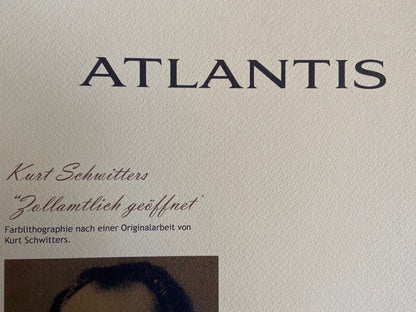 ATLANTIS
Kurt Schwitters
"Zollamtlich geöffnet'
Farblithographie nach einer Originalarbeit von
Kurt Schwitters.